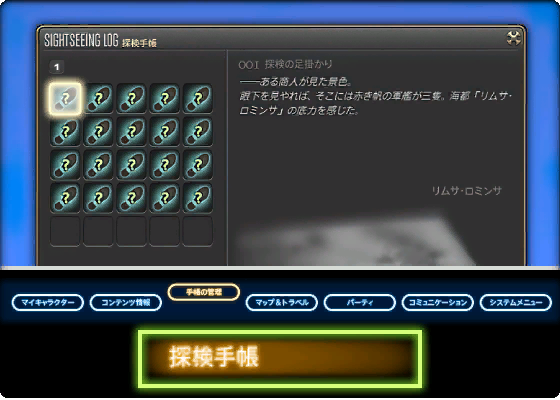 SIGHTSEEING LOG 探検手帳
1
001 探検の足掛かり
――ある商人が見た景色。
眼下を見やれば、そこには赤き帆の軍艦が三隻。海都「リムサ・
ロミンサ」の底力を感じた。
リムサ・ロミンサ
マイキャラクター
コンテンツ情報
手帳の管理
マップ&トラベル
パーティ
コミュニケーション
システムメニュー
探検手帳